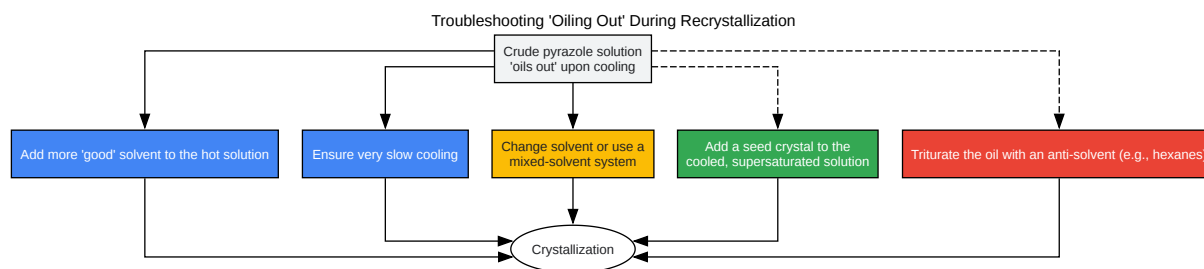 Troubleshooting 'Oiling Out' During Recrystallization
Crude pyrazole solution
'oils out' upon cooling
Add more 'good' solvent to the hot solution
Ensure very slow cooling
Change solvent or use a
mixed-solvent system
Add a seed crystal to the
cooled, supersaturated solution
Triturate the oil with an anti-solvent (e.g., hexanes)
Crystallization